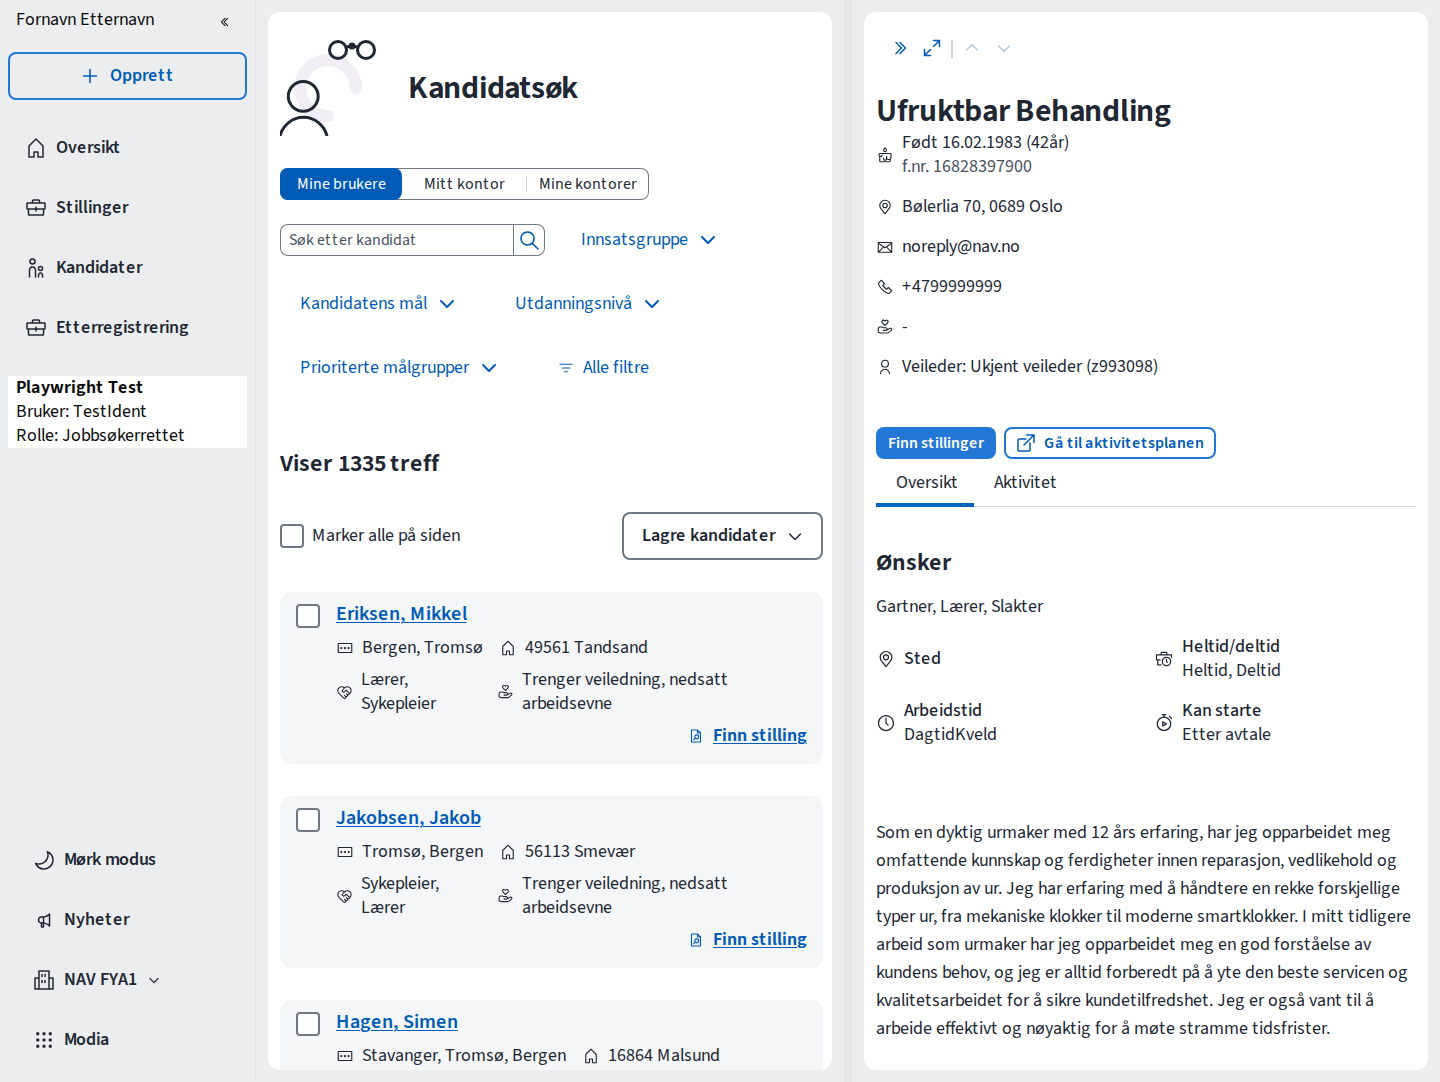 Fornavn Etternavn
Opprett
Oversikt
Stillinger
Kandidater
Etterregistrering
Playwright Test
Bruker: TestIdent
Rolle: Jobbsøkerrettet
Mørk modus
Nyheter
NAV FYA1
Modia
Kandidatsøk
Mine brukere
Mitt kontor
Mine kontorer
Søk etter kandidat
Innsatsgruppe
Kandidatens mål
Utdanningsnivå
Prioriterte målgrupper
Alle filtre
Viser 1335 treff
Marker alle på siden
Lagre kandidater
Eriksen, Mikkel
Bergen, Tromsø
49561 Tandsand
Lærer,
Sykepleier
Trenger veiledning, nedsatt
arbeidsevne
Finn stilling
Jakobsen, Jakob
Tromsø, Bergen
56113 Smevær
Sykepleier,
Lærer
Trenger veiledning, nedsatt
arbeidsevne
Finn stilling
Hagen, Simen
Stavanger, Tromsø, Bergen
16864 Malsund
Ufruktbar Behandling
Født 16.02.1983 (42år)
f.nr. 16828397900
Bølerlia 70, 0689 Oslo
noreply@nav.no
+4799999999
-
Veileder: Ukjent veileder (z993098)
Finn stillinger
Gå til aktivitetsplanen
Oversikt
Aktivitet
Ønsker
Gartner, Lærer, Slakter
Sted
Heltid/deltid
Heltid, Deltid
Arbeidstid
DagtidKveld
Kan starte
Etter avtale
Som en dyktig urmaker med 12 års erfaring, har jeg opparbeidet meg
omfattende kunnskap og ferdigheter innen reparasjon, vedlikehold og
produksjon av ur. Jeg har erfaring med å håndtere en rekke forskjellige
typer ur, fra mekaniske klokker til moderne smartklokker. I mitt tidligere
arbeid som urmaker har jeg opparbeidet meg en god forståelse av
kundens behov, og jeg er alltid forberedt på å yte den beste servicen og
kvalitetsarbeidet for å sikre kundetilfredshet. Jeg er også vant til å
arbeide effektivt og nøyaktig for å møte stramme tidsfrister.